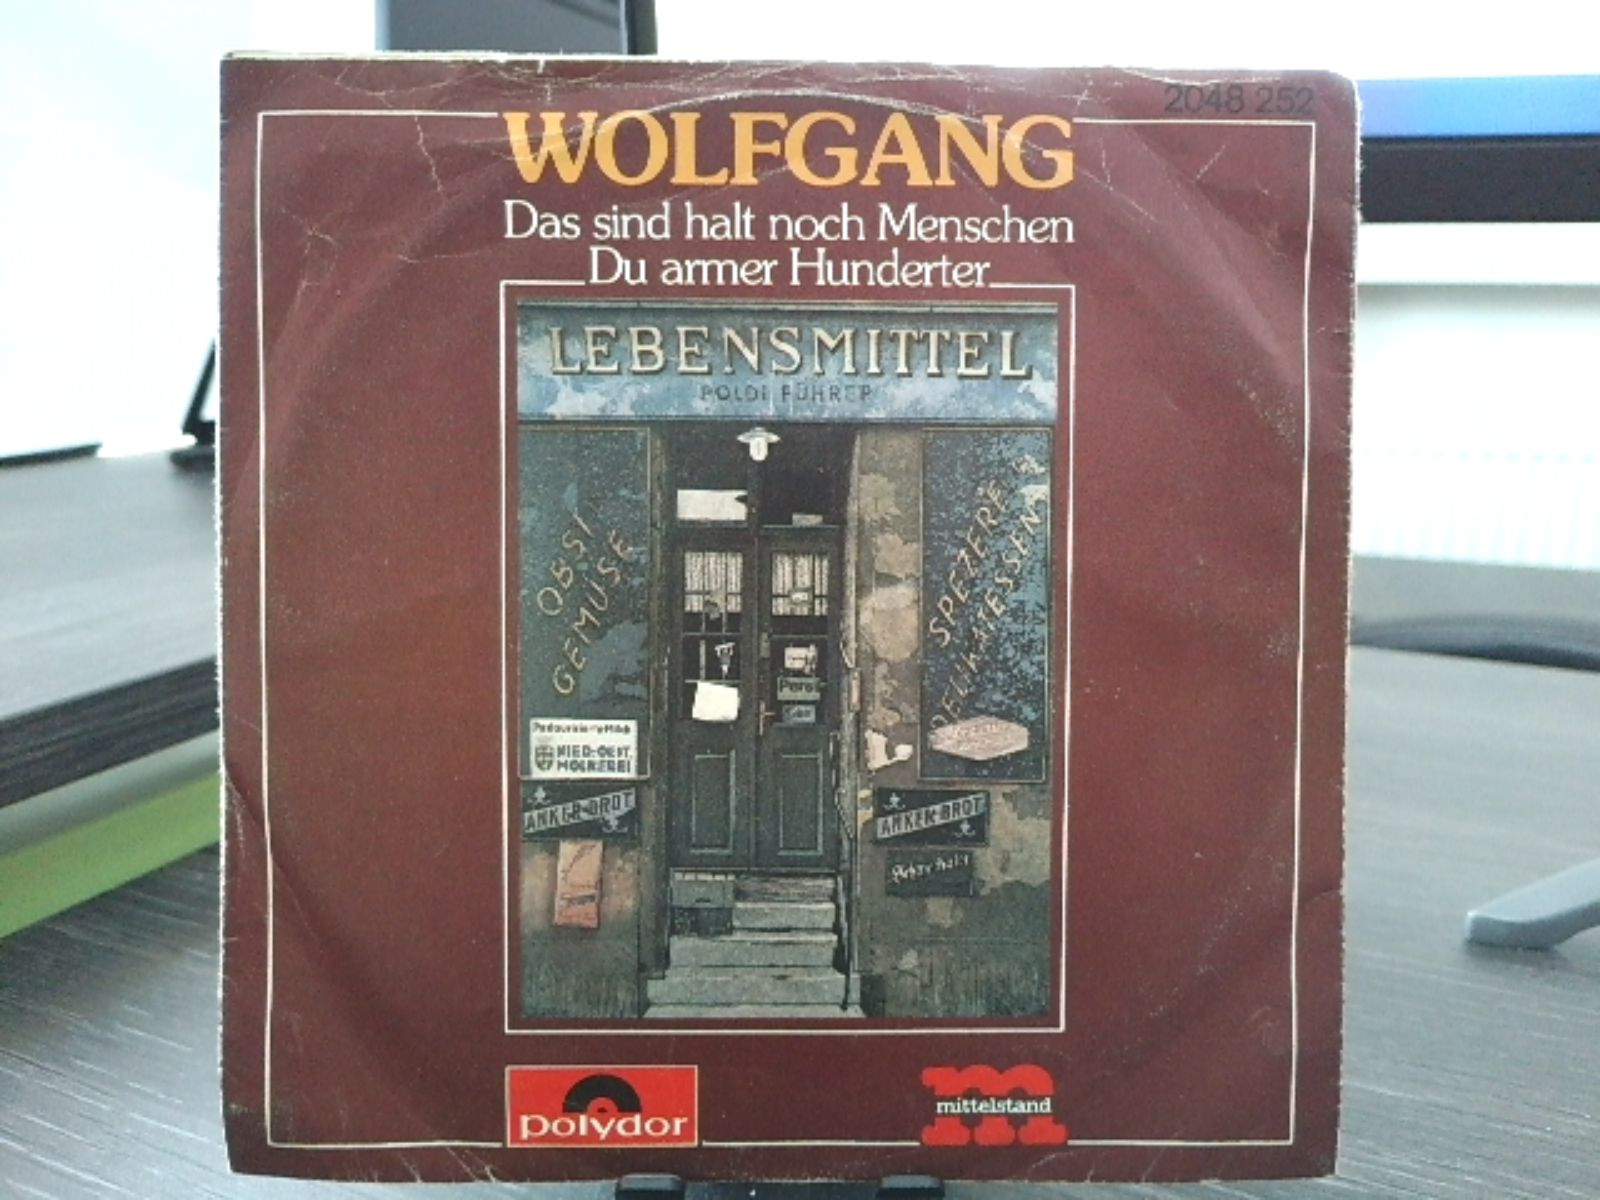 2048 252
WOLFGANG
Das sind halt noch Menschen
Du armer Hunderter
LEBENSMITTEL
POLDI FÜHRER
OBST
GEMÜSE
SPEZERE
DELIKATESSEN
NIED.-OEST.
MOLKEREI
ANKER-BROT
ANKER-BROT
polydor
m
mittelstand